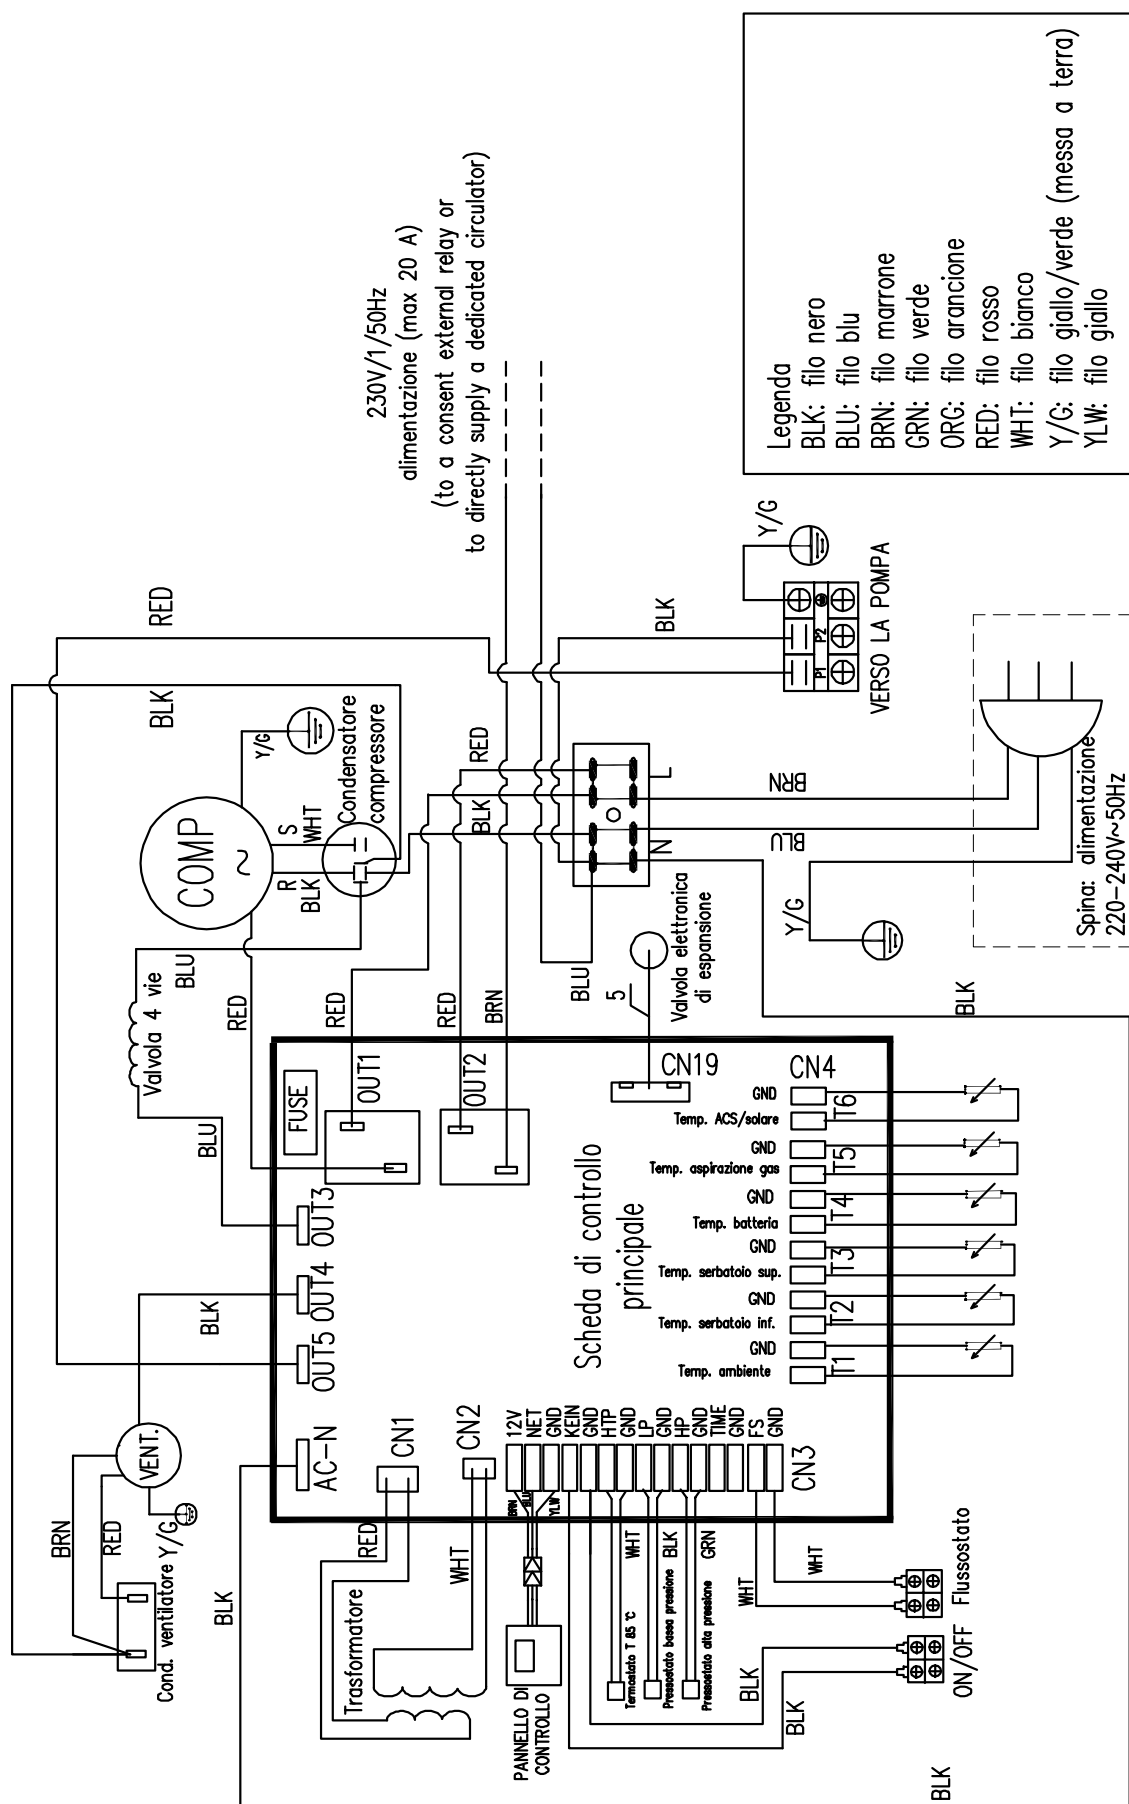 230V/1/50Hz
alimentazione (max 20 A)
(to a consent external relay or
to directly supply a dedicated circulator)
Legenda
BLK: filo nero
BLU: filo blu
BRN: filo marrone
GRN: filo verde
ORG: filo arancione
RED: filo rosso
WHT: filo bianco
Y/G: filo giallo/verde (messa a terra)
YLW: filo giallo
RED
BLK
Y/G
COMP
~
S
WHT
R
BLK
Condensatore
compressore
BLU
Valvola 4 vie
BLU
RED
RED
RED
BRN
BLU
RED
BLK
BLK
Y/G
P1
P2
VERSO LA POMPA
L
N
BRN
BLU
Y/G
Spina: alimentazione
220-240V~50Hz
5
Valvola elettronica
di espansione
BLK
FUSE
OUT1
OUT2
OUT3
OUT4
OUT5
AC-N
CN19
CN1
CN2
CN4
CN3
Scheda di controllo
principale
GND
Temp. ACS/solare
T6
GND
Temp. aspirazione gas
T5
GND
Temp. batteria
T4
GND
Temp. serbatoio sup.
T3
GND
Temp. serbatoio inf.
T2
GND
Temp. ambiente
T1
12V
NET
GND
KEIN
GND
HTP
GND
LP
GND
HP
GND
TIME
GND
FS
GND
BLK
VENT.
BRN
RED
Y/G
Cond. ventilatore
BLK
RED
WHT
Trasformatore
BRN
BLU
YLW
PANNELLO DI
CONTROLLO
WHT
Termostato T 85 °C
BLK
Pressostato bassa pressione
GRN
Pressostato alta pressione
WHT
WHT
BLK
BLK
Flussostato
ON/OFF
BLK